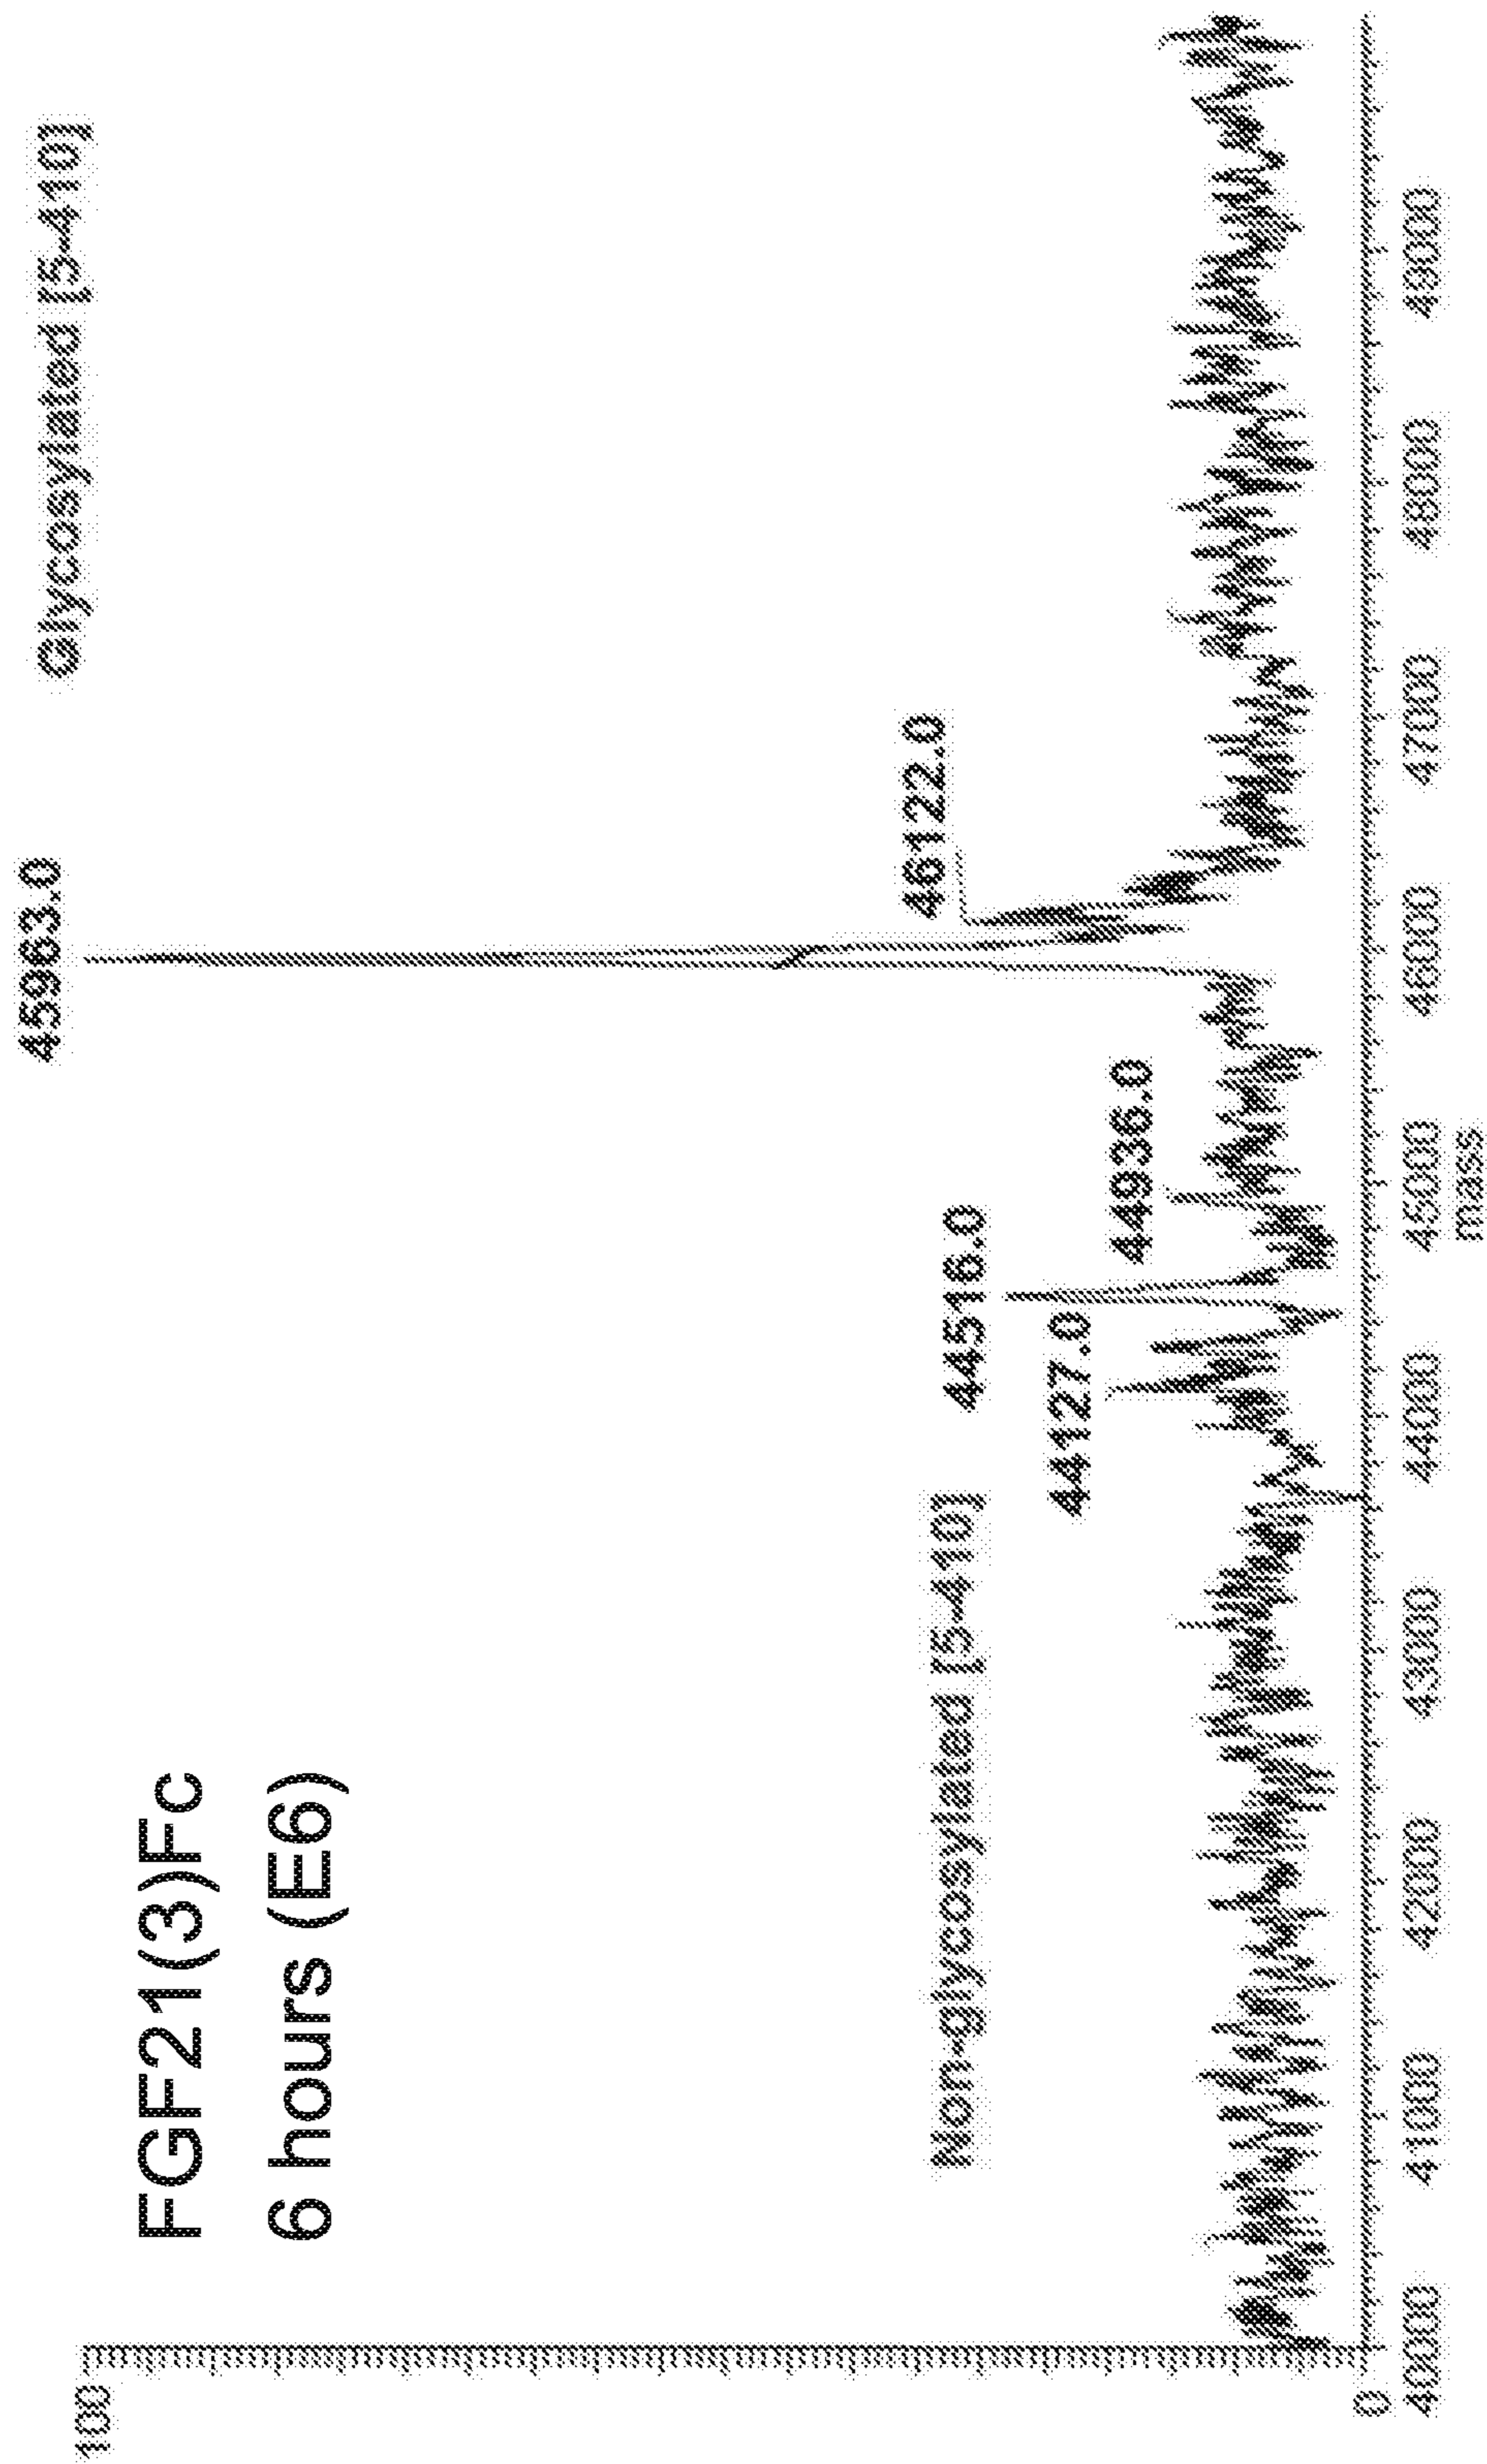 FGF21(3)Fc
6 hours (E6)
Glycosylated [5-410]
Non-glycosylated [5-410]
45963.0
46122.0
44516.0
44127.0
44936.0
100
0
40000 41000 42000 43000 44000 45000 46000 47000 48000 49000
mass